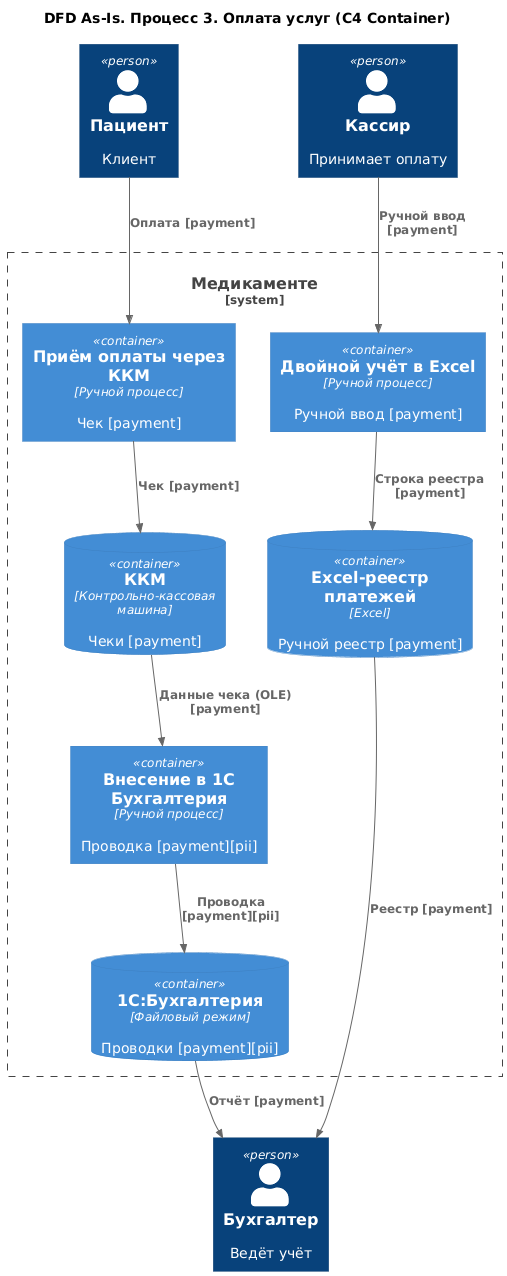 DFD As-Is. Процесс 3. Оплата услуг (C4 Container)
«person»
Пациент
Клиент
«person»
Кассир
Принимает оплату
Оплата [payment]
Ручной ввод
[payment]
Медикаменте
[system]
«container»
Приём оплаты через
ККМ
[Ручной процесс]
Чек [payment]
«container»
Двойной учёт в Excel
[Ручной процесс]
Ручной ввод [payment]
Чек [payment]
Строка реестра
[payment]
«container»
ККМ
[Контрольно-кассовая
машина]
Чеки [payment]
«container»
Excel-реестр
платежей
[Excel]
Ручной реестр [payment]
Данные чека (OLE)
[payment]
«container»
Внесение в 1С
Бухгалтерия
[Ручной процесс]
Проводка [payment][pii]
Проводка
[payment][pii]
Реестр [payment]
«container»
1С:Бухгалтерия
[Файловый режим]
Проводки [payment][pii]
Отчёт [payment]
«person»
Бухгалтер
Ведёт учёт